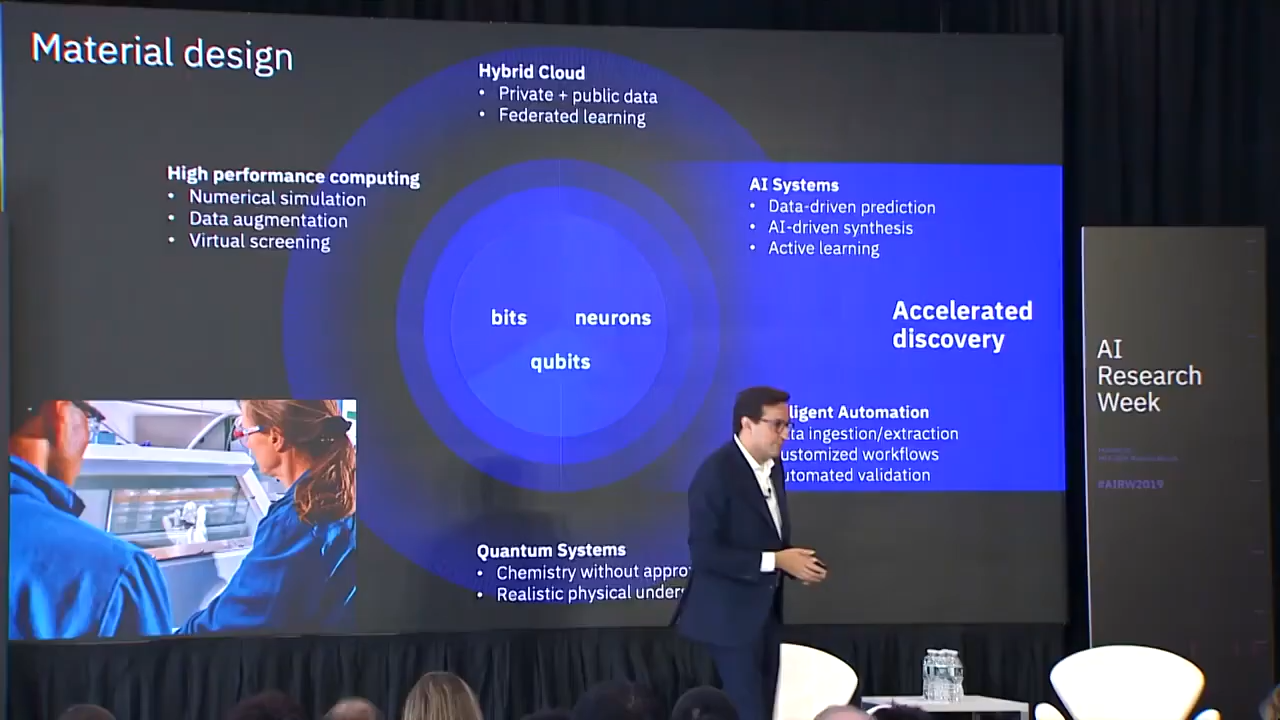 Material design
Hybrid Cloud
• Private + public data
• Federated learning
High performance computing
• Numerical simulation
• Data augmentation
• Virtual screening
AI Systems
• Data-driven prediction
• AI-driven synthesis
• Active learning
bits neurons
qubits
Accelerated
discovery
lligent Automation
ta ingestion/extraction
ustomized workflows
utomated validation
Quantum Systems
• Chemistry without appro
• Realistic physical unders
AI
Research
Week
#AIRW2019